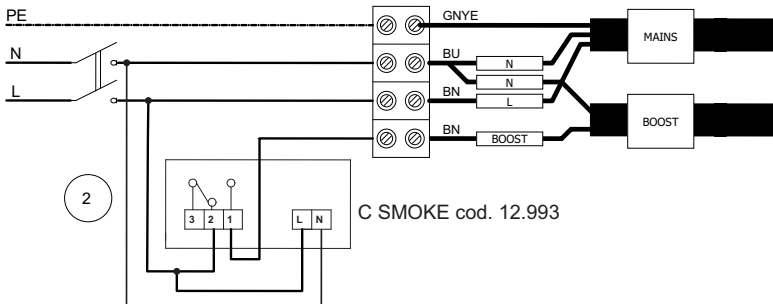 PE
GNYE
MAINS
N
BU
N
N
L
BN
L
BN
BOOST
BOOST
2
3 2 1
L N
C SMOKE cod. 12.993